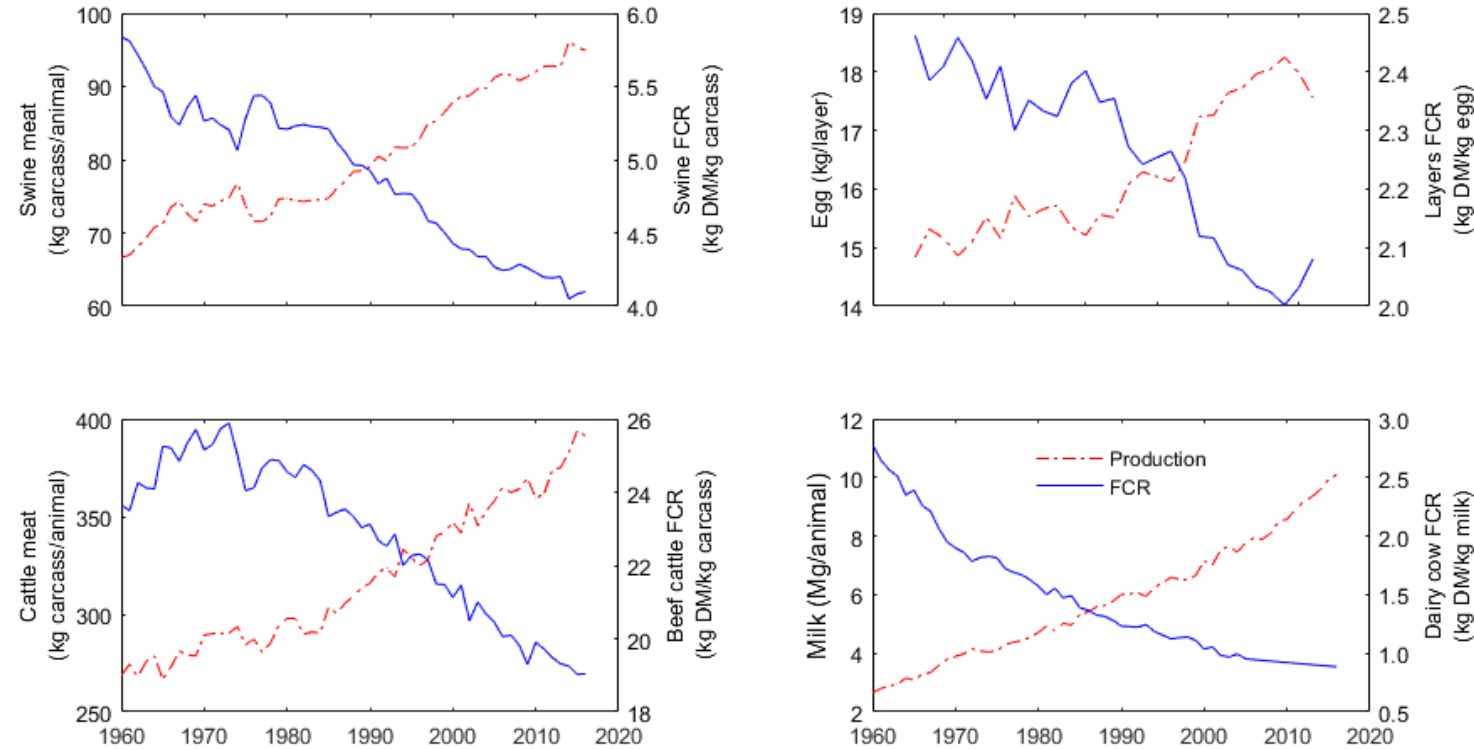 100
90
80
70
60
Swine meat
(kg carcass/animal)
6.0
5.5
5.0
4.5
4.0
Swine FCR
(kg DM/kg carcass)
19
18
17
16
15
14
Egg (kg/layer)
2.5
2.4
2.3
2.2
2.1
2.0
Layers FCR
(kg DM/kg egg)
400
350
300
250
Cattle meat
(kg carcass/animal)
26
24
22
20
18
Beef cattle FCR
(kg DM/kg carcass)
1960 1970 1980 1990 2000 2010 2020
12
10
8
6
4
2
Milk (Mg/animal)
Production
FCR
3.0
2.5
2.0
1.5
1.0
0.5
Dairy cow FCR
(kg DM/kg milk)
1960 1970 1980 1990 2000 2010 2020